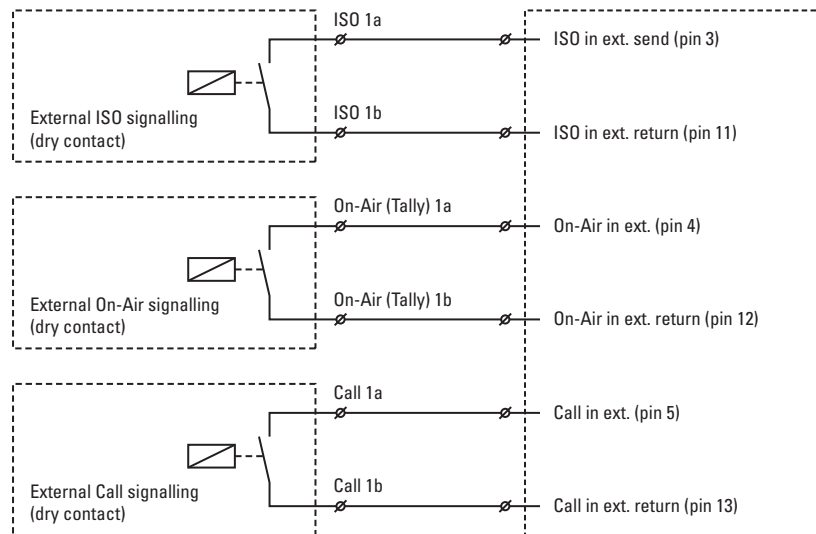 ISO 1a
ISO in ext. send (pin 3)
External ISO signalling
(dry contact)
ISO 1b
ISO in ext. return (pin 11)
On-Air (Tally) 1a
On-Air in ext. (pin 4)
External On-Air signalling
(dry contact)
On-Air (Tally) 1b
On-Air in ext. return (pin 12)
Call 1a
Call in ext. (pin 5)
External Call signalling
(dry contact)
Call 1b
Call in ext. return (pin 13)